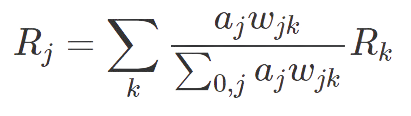 R_j = \sum_k \frac{a_j w_{jk}}{\sum_{0,j} a_j w_{jk}} R_k